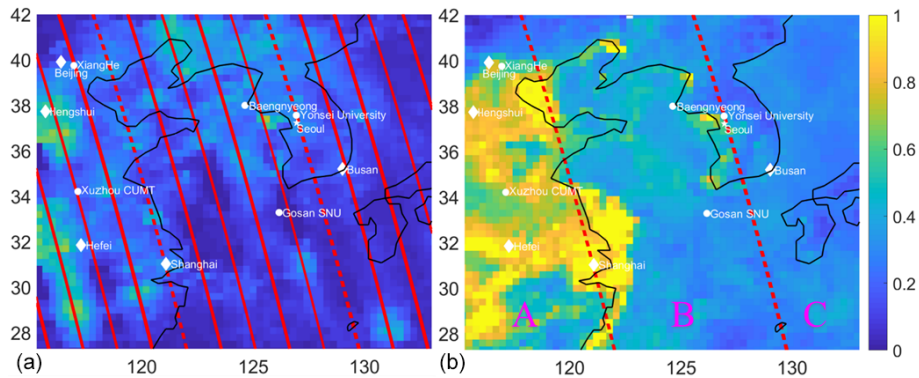 42
40
38
36
34
32
30
28
120
125
130
(a)
XiangHe
Beijing
Hengshui
Baengnyeong
Yonsei University
Seoul
Busan
Xuzhou CUMT
Gosan SNU
Hefei
Shanghai
42
40
38
36
34
32
30
28
120
125
130
(b)
XiangHe
Beijing
Hengshui
Baengnyeong
Yonsei University
Seoul
Busan
Xuzhou CUMT
Gosan SNU
Hefei
Shanghai
A
B
C
1
0.8
0.6
0.4
0.2
0